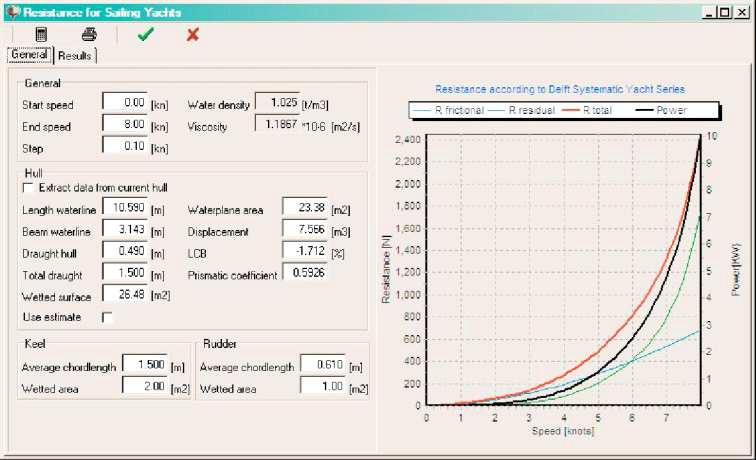 Resistance for Sailing Yachts
General Results
General
Start speed 0.00 [kn] Water density 1.025 [t/m3]
End speed 8.00 [kn] Viscosity 1.1867 *10-6 [m2/s]
Step 0.10 [kn]
Hull
Extract data from current hull
Length waterline 10.590 [m] Waterplane area 23.38 [m2]
Beam waterline 3.143 [m] Displacement 7.566 [m3]
Draught hull 0.490 [m] LCB -1.712 [%]
Total draught 1.500 [m] Prismatic coefficient 0.5926
Wetted surface 26.48 [m2]
Use estimate
Keel
Average chordlength 1.500 [m]
Wetted area 2.00 [m2]
Rudder
Average chordlength 0.610 [m]
Wetted area 1.00 [m2]
Resistance according to Delft Systematic Yacht Series
R frictional R residual R total Power
2,400
2,200
2,000
1,800
1,600
1,400
1,200
1,000
800
600
400
200
0
Resistance [N]
10
9
8
7
6
5
4
3
2
1
0
Power[KW]
0 1 2 3 4 5 6 7
Speed [knots]